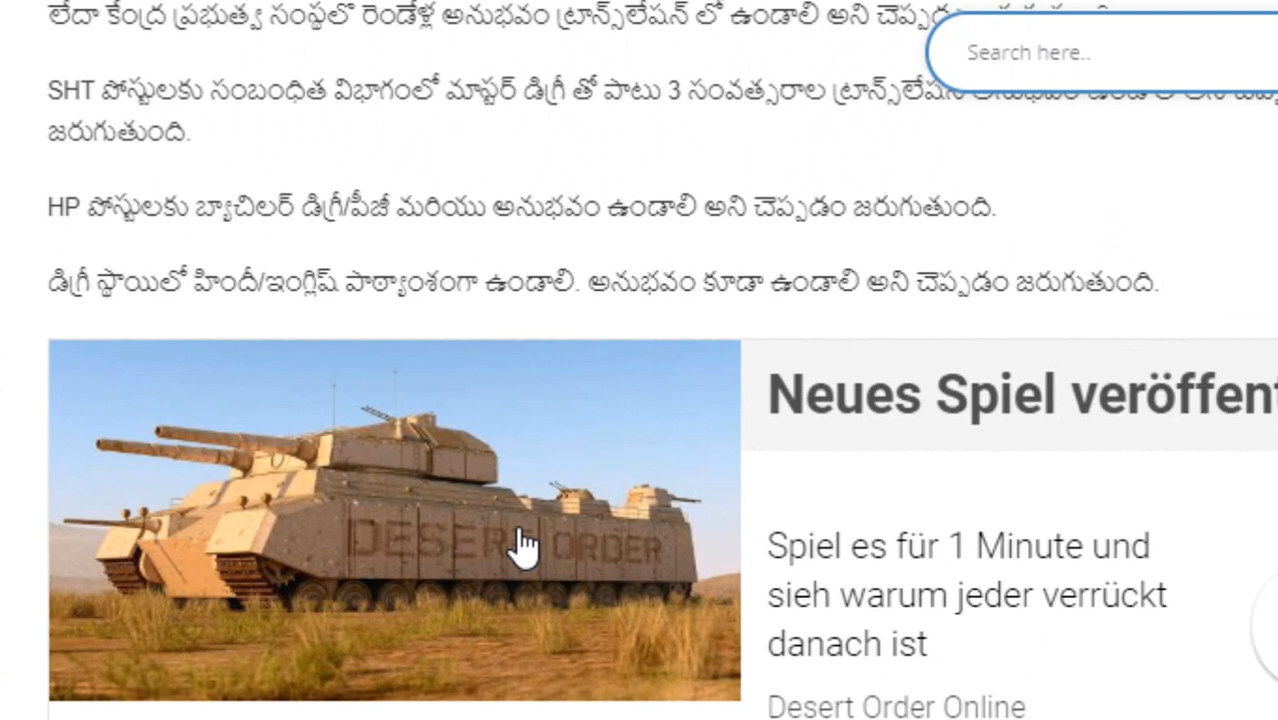 లేదా కేంద్ర ప్రభుత్వ సంస్థలో రెండేళ్ల అనుభవం ట్రాన్స్‌లేషన్ లో ఉండాలి అని
Search here..
SHT పోస్టులకు సంబంధిత విభాగంలో మాస్టర్ డిగ్రీ తో పాటు 3 సంవత్సరాల
జరుగుతుంది.
HP పోస్టులకు బ్యాచిలర్ డిగ్రీ/పీజీ మరియు అనుభవం ఉండాలి అని చెప్పడం జరుగుతుంది.
డిగ్రీ స్థాయిలో హిందీ/ఇంగ్లిష్ పాఠ్యాంశంగా ఉండాలి. అనుభవం కూడా ఉండాలి అని చెప్పడం జరుగుతుంది.
Neues Spiel veröffent
DESERT ORDER
Spiel es für 1 Minute und
sieh warum jeder verrückt
danach ist
Desert Order Online